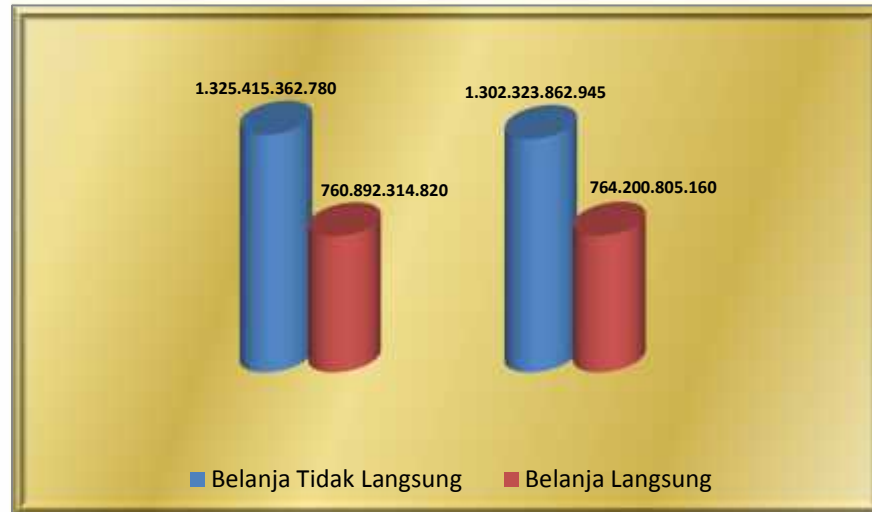 1.325.415.362.780
1.302.323.862.945
760.892.314.820
764.200.805.160
Belanja Tidak Langsung
Belanja Langsung